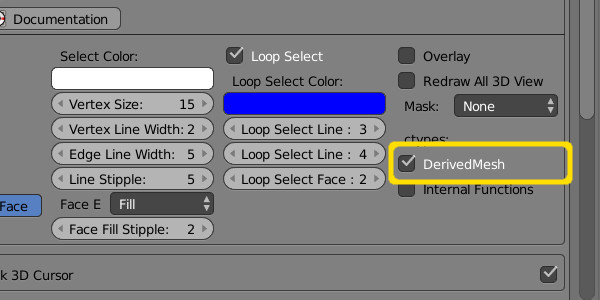 Documentation
Select Color:
Loop Select
Overlay
Loop Select Color:
Redraw All 3D View
Vertex Size: 15
Mask: None
Vertex Line Width: 2
Loop Select Line : 3
ctypes:
Edge Line Width: 5
Loop Select Line : 4
DerivedMesh
Line Stipple: 5
Loop Select Face : 2
Internal Functions
Face
Face E Fill
Face Fill Stipple: 2
k 3D Cursor